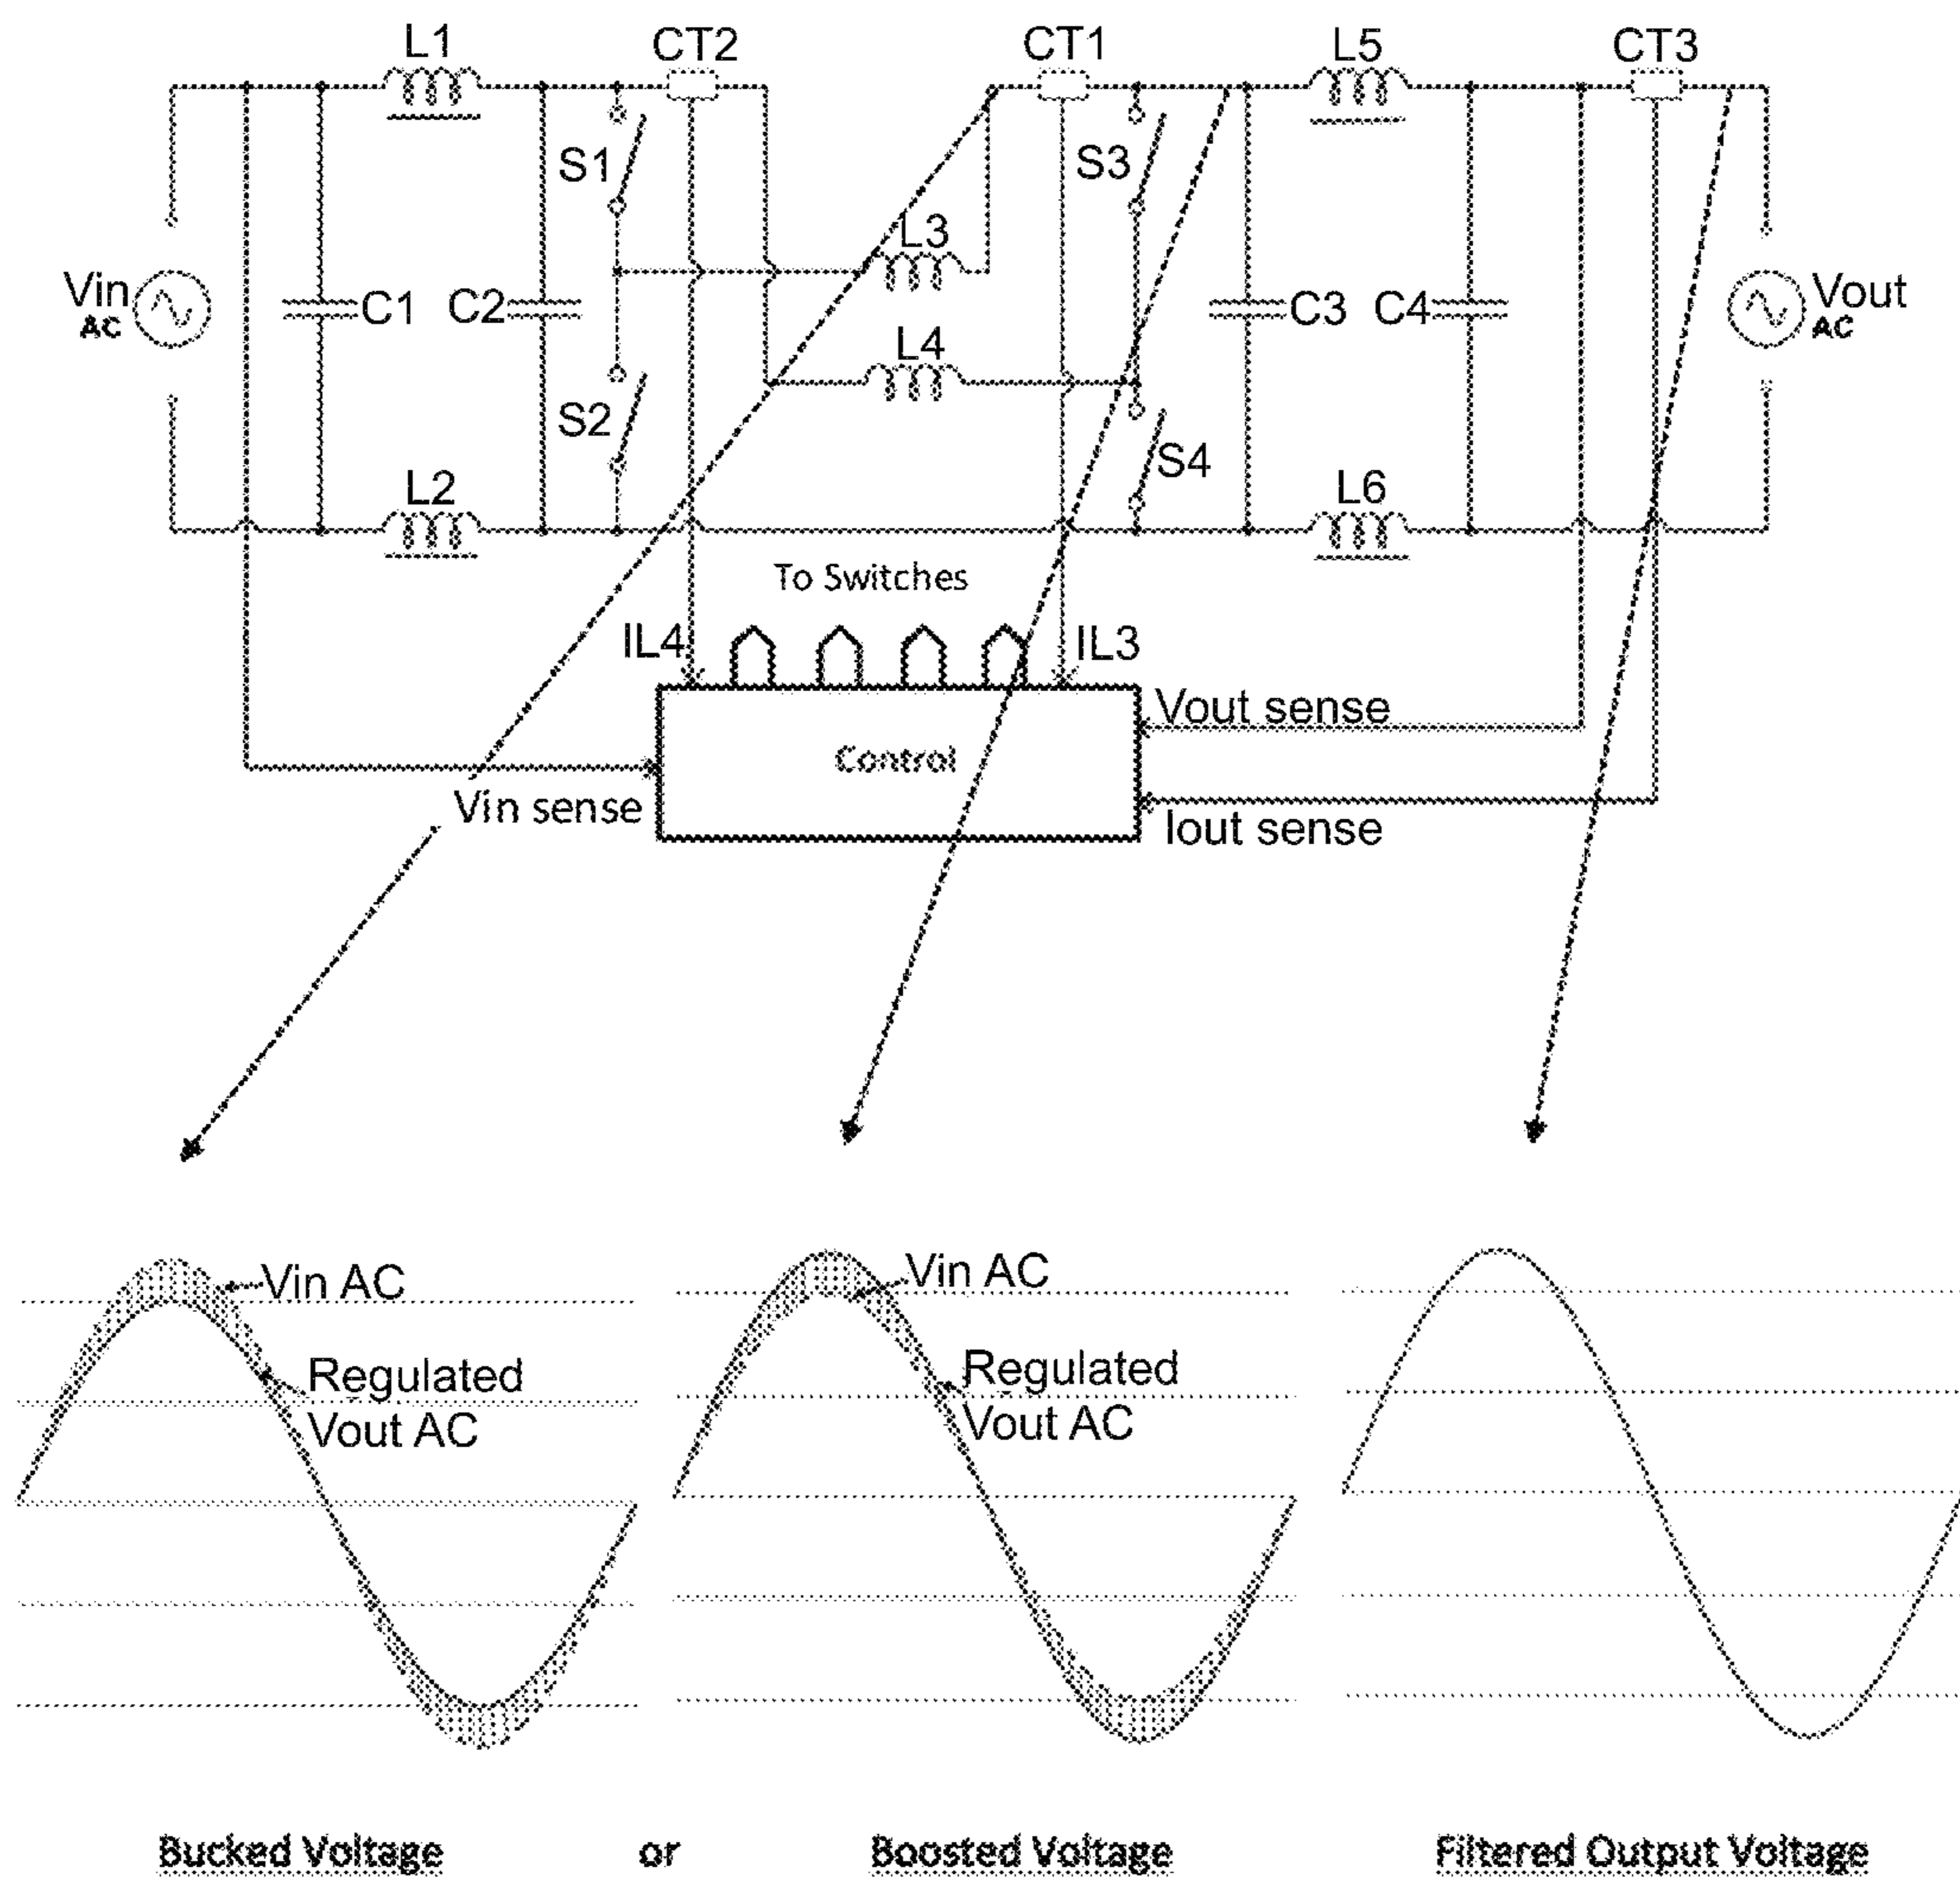 L1
CT2
CT1
L5
CT3
S1
S3
L3
Vin
AC
C1
C2
C3
C4
Vout
AC
L4
S2
S4
L2
L6
To Switches
IL4
IL3
Vout sense
Control
Vin sense
Iout sense
Vin AC
Regulated
Vout AC
Vin AC
Regulated
Vout AC
Bucked Voltage
or
Boosted Voltage
Filtered Output Voltage